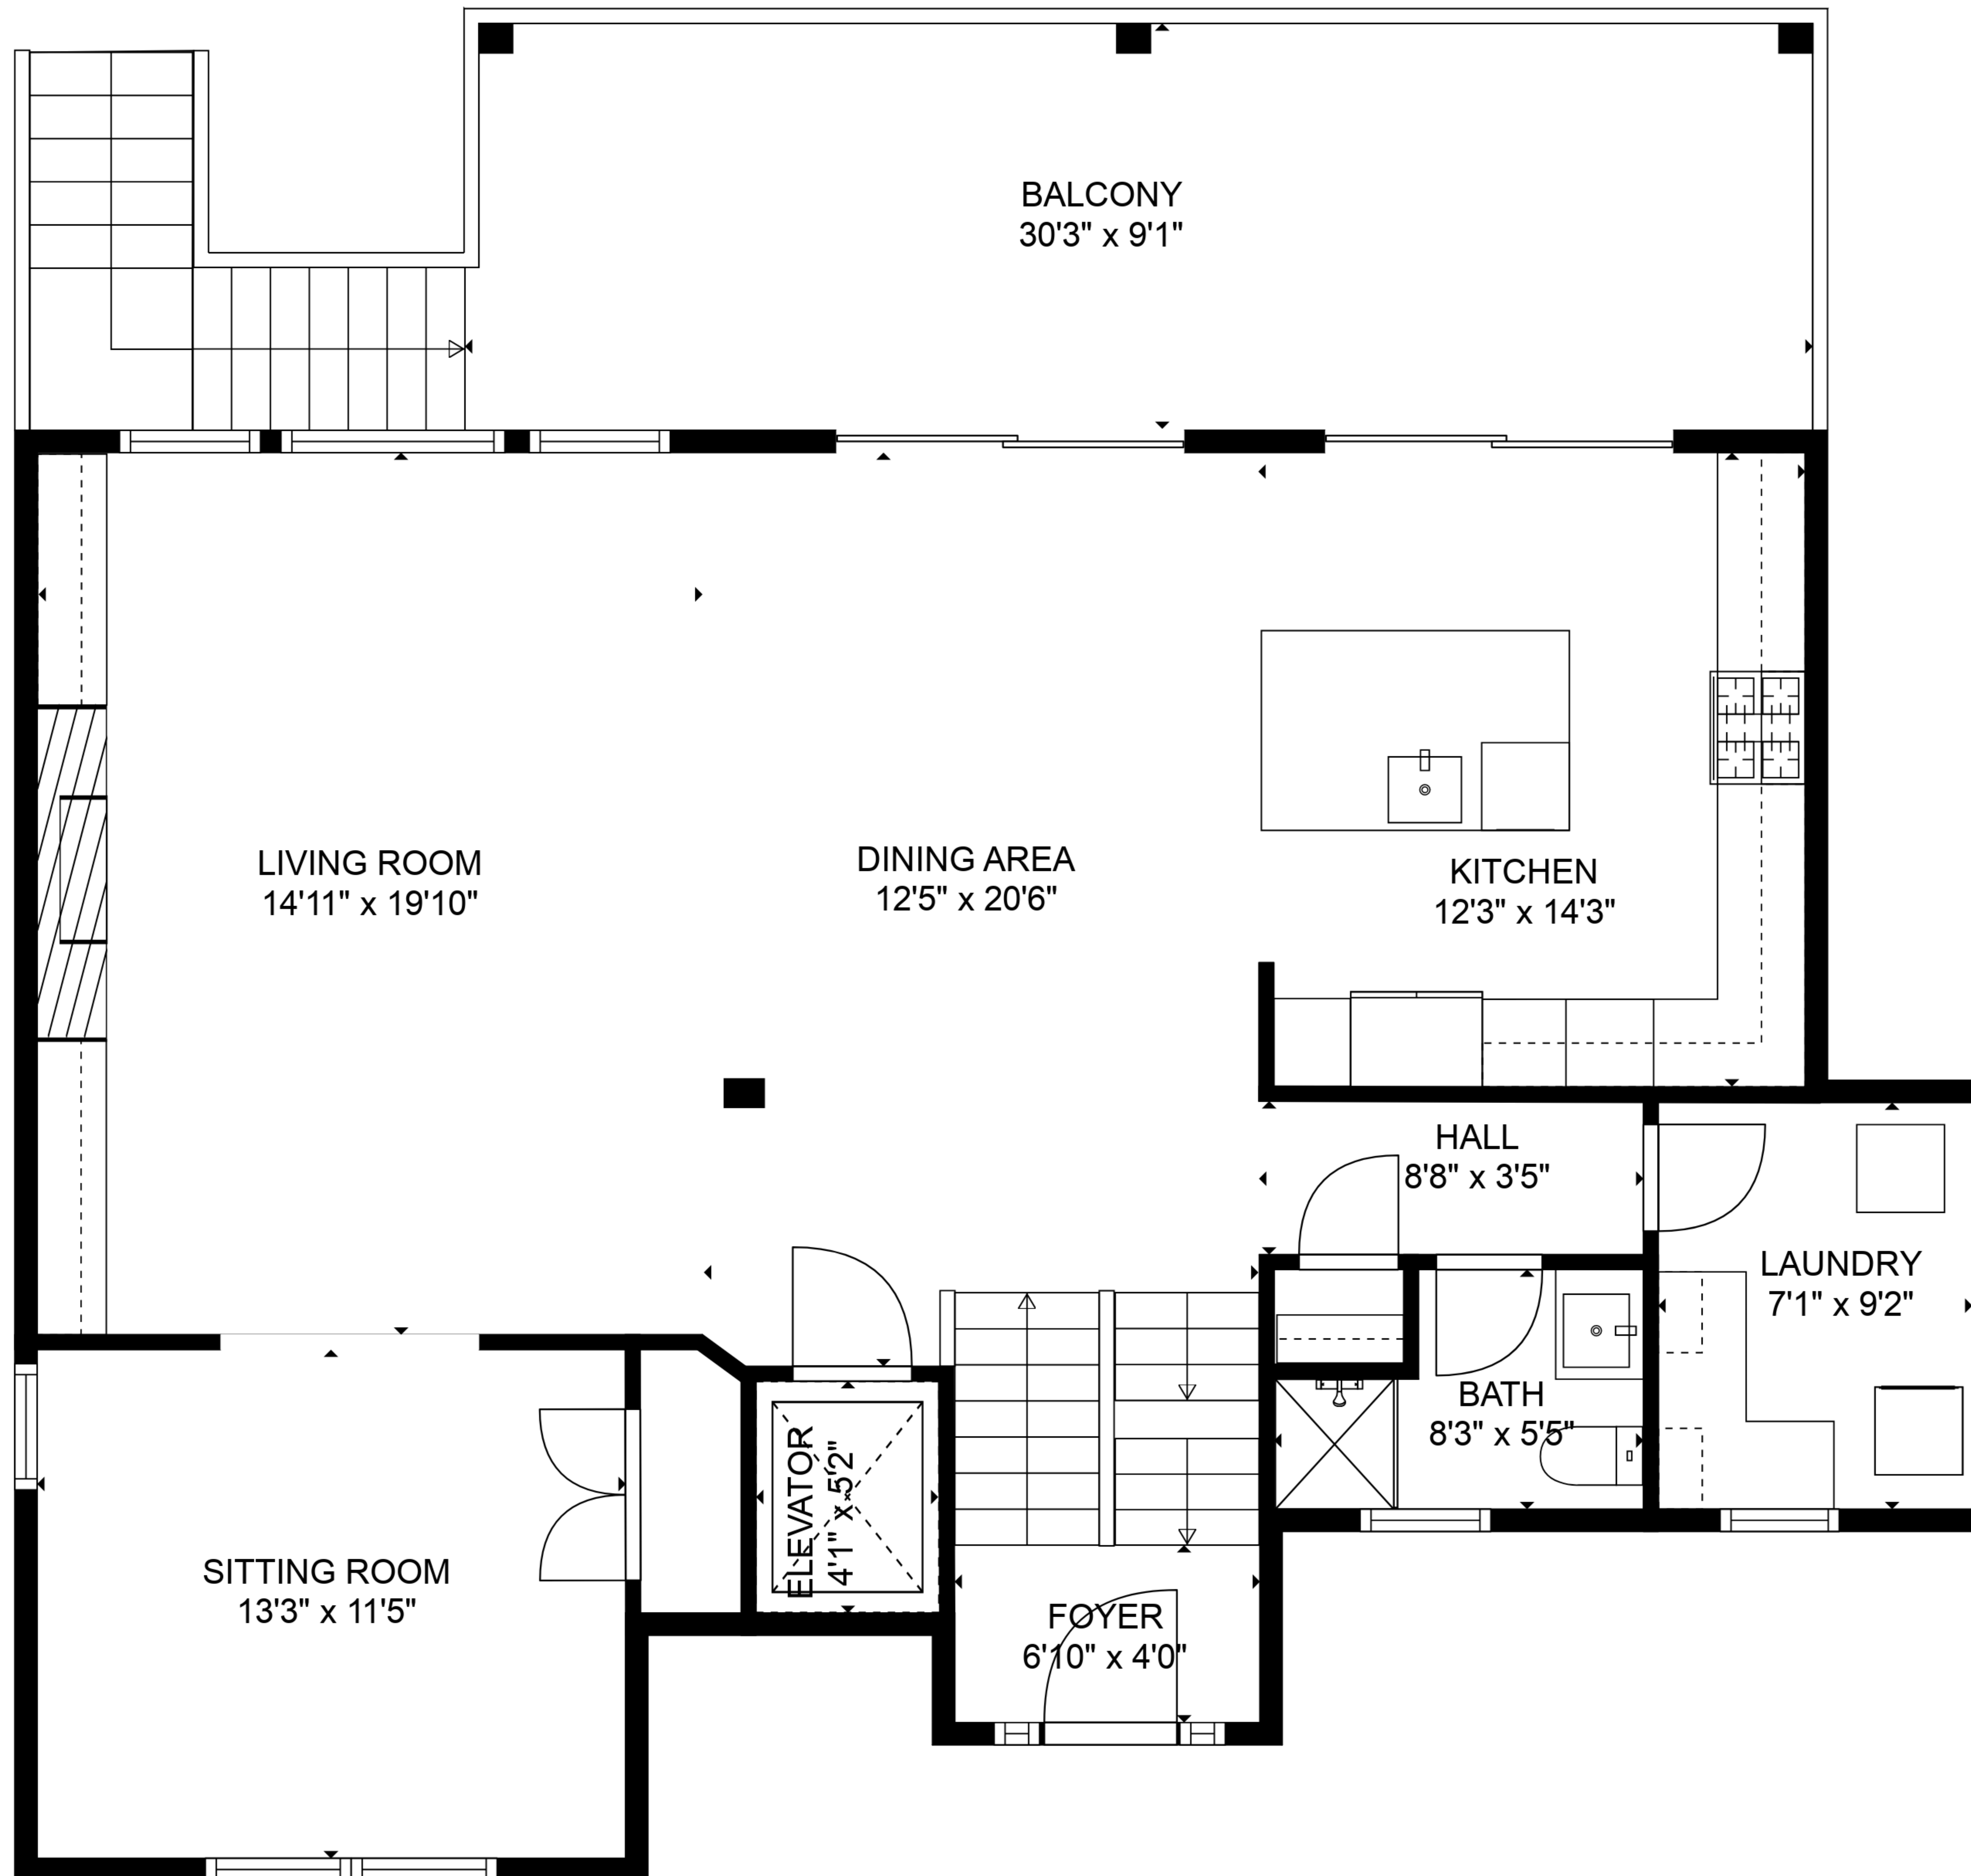 BALCONY
30'3" x 9'1"
LIVING ROOM
14'11" x 19'10"
DINING AREA
12'5" x 20'6"
KITCHEN
12'3" x 14'3"
HALL
8'8" x 3'5"
LAUNDRY
7'1" x 9'2"
BATH
8'3" x 5'5"
ELEVATOR
4'1" x 5'2"
SITTING ROOM
13'3" x 11'5"
FOYER
6'10" x 4'0"